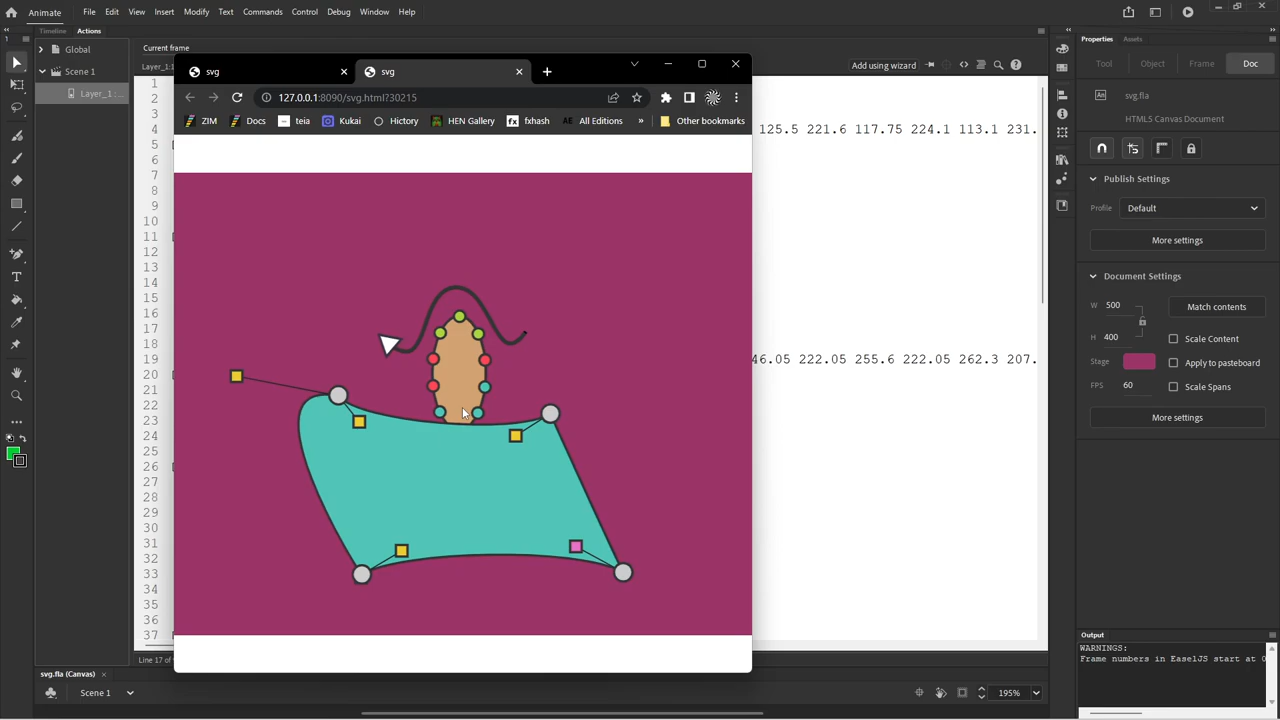 Animate
File Edit View Insert Modify Text Commands Control Debug Window Help
Timeline Actions
Global
Scene 1
Layer_1:...
Current frame
Layer_1:
Add using wizard
svg
svg
127.0.0.1:8090/svg.html?30215
ZIM
Docs
teia
Kukai
Hictory
HEN Gallery
fxhash
AE All Editions
»
Other bookmarks
1
2
3
4 125.5 221.6 117.75 224.1 113.1 231.
5
6
7
8
9
10
11
12
13
14
15
16
17
18
19 46.05 222.05 255.6 222.05 262.3 207.
20
21
22
23
24
25
26
27
28
29
30
31
32
33
34
35
36
37
Line 17 of
svg.fla (Canvas) ×
Scene 1
195%
Properties Assets
Tool Object Frame Doc
An svg.fla
HTML5 Canvas Document
Publish Settings
Profile Default
More settings
Document Settings
W 500 Match contents
H 400 Scale Content
Stage Apply to pasteboard
FPS 60 Scale Spans
More settings
Output
WARNINGS:
Frame numbers in EaselJS start at 0